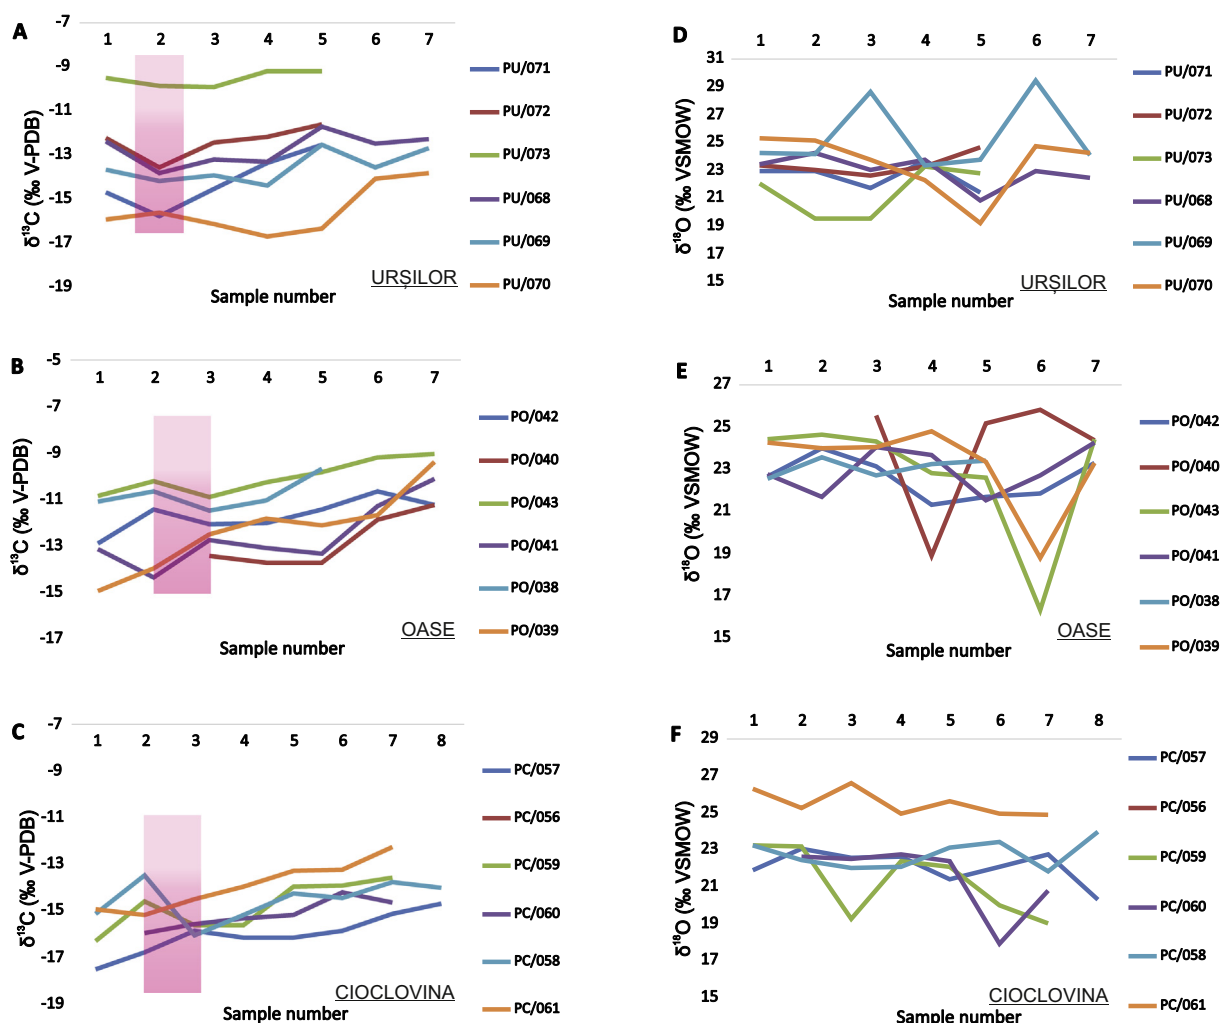 A
-7
1 2 3 4 5 6 7
-9
-11
-13
-15
-17
-19
δ¹³C (‰ V-PDB)
Sample number
URȘILOR
PU/071
PU/072
PU/073
PU/068
PU/069
PU/070
D
1 2 3 4 5 6 7
31
29
27
25
23
21
19
17
15
δ¹⁸O (‰ VSMOW)
Sample number
URȘILOR
PU/071
PU/072
PU/073
PU/068
PU/069
PU/070
B
-5
1 2 3 4 5 6 7
-7
-9
-11
-13
-15
-17
δ¹³C (‰ V-PDB)
Sample number
OASE
PO/042
PO/040
PO/043
PO/041
PO/038
PO/039
E
1 2 3 4 5 6 7
27
25
23
21
19
17
15
δ¹⁸O (‰ VSMOW)
Sample number
OASE
PO/042
PO/040
PO/043
PO/041
PO/038
PO/039
C
-7
1 2 3 4 5 6 7 8
-9
-11
-13
-15
-17
-19
δ¹³C (‰ V-PDB)
Sample number
CIOCLOVINA
PC/057
PC/056
PC/059
PC/060
PC/058
PC/061
F
1 2 3 4 5 6 7 8
29
27
25
23
21
19
17
15
δ¹⁸O (‰ VSMOW)
Sample number
CIOCLOVINA
PC/057
PC/056
PC/059
PC/060
PC/058
PC/061